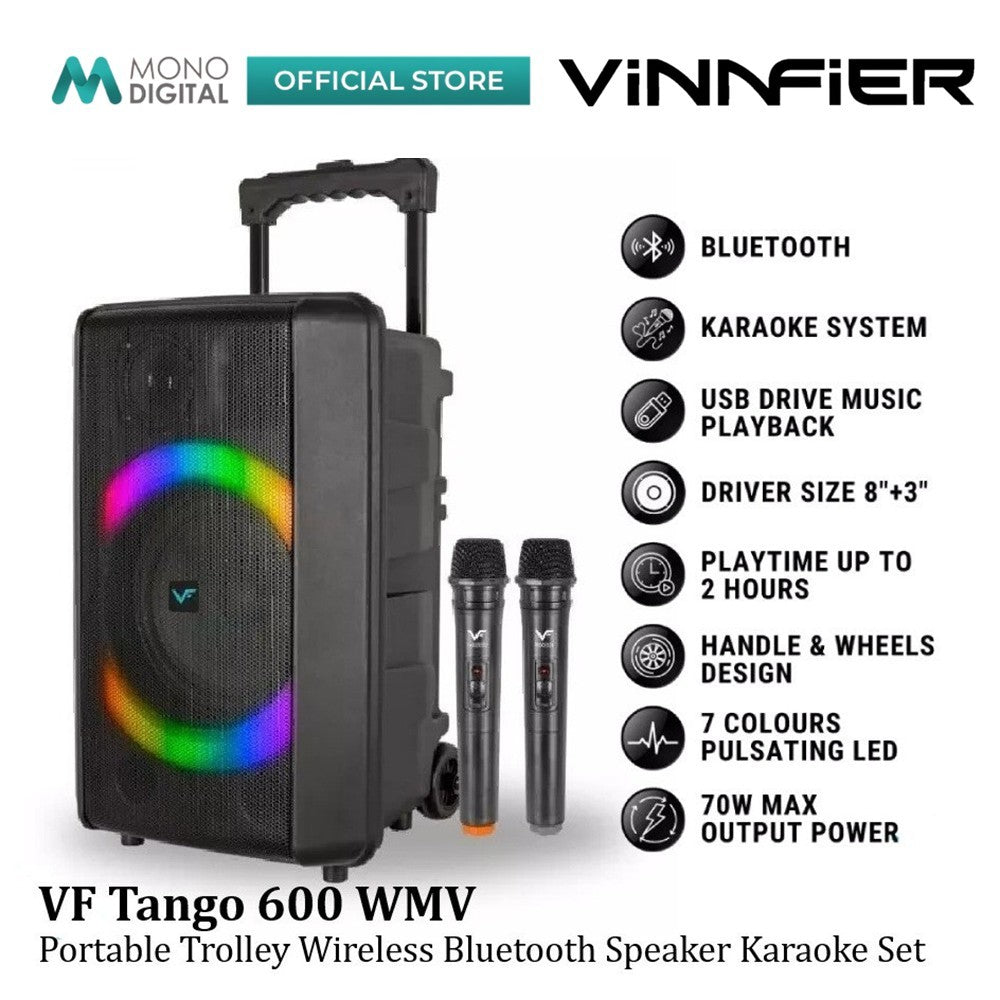 MONO
DIGITAL
OFFICIAL STORE
ViNNFiER
BLUETOOTH
KARAOKE SYSTEM
USB DRIVE MUSIC
PLAYBACK
DRIVER SIZE 8"+3"
PLAYTIME UP TO
2 HOURS
HANDLE & WHEELS
DESIGN
7 COLOURS
PULSATING LED
70W MAX
OUTPUT POWER
VF
VF
VF
VF Tango 600 WMV
Portable Trolley Wireless Bluetooth Speaker Karaoke Set